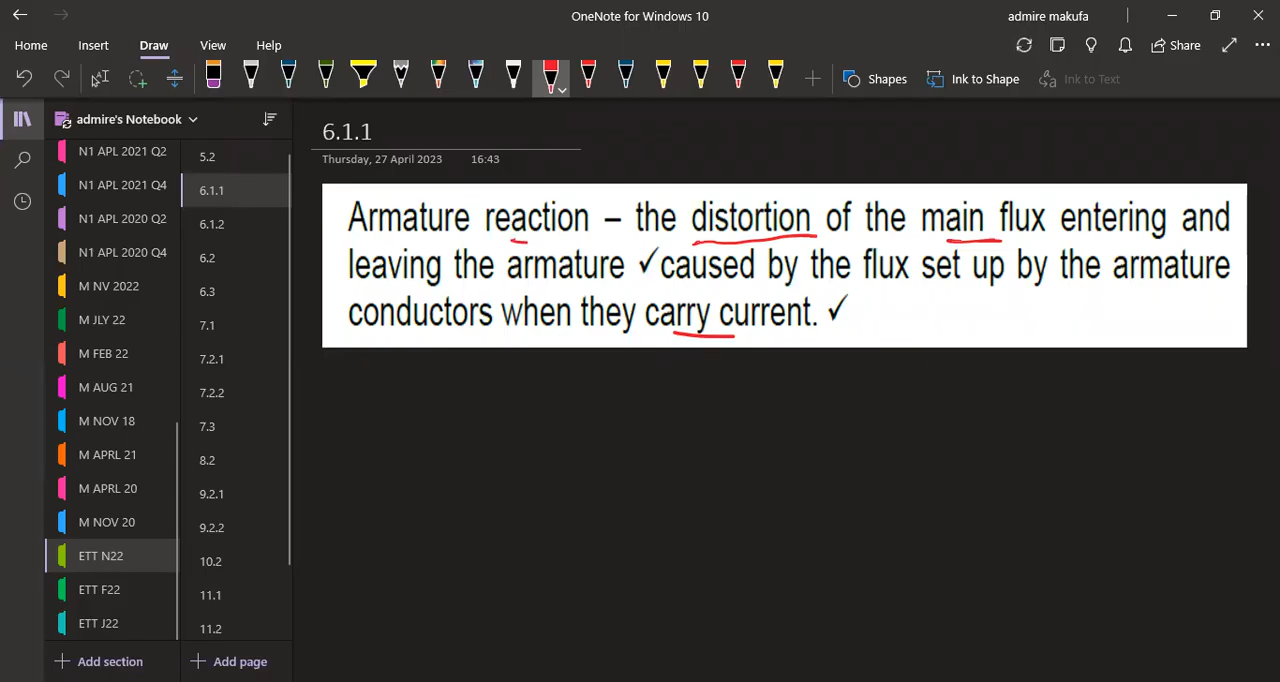 OneNote for Windows 10
admire makufa
Home Insert Draw View Help
Share
Shapes
Ink to Shape
Ink to Text
admire's Notebook
N1 APL 2021 Q2
N1 APL 2021 Q4
N1 APL 2020 Q2
N1 APL 2020 Q4
M NV 2022
M JLY 22
M FEB 22
M AUG 21
M NOV 18
M APRL 21
M APRL 20
M NOV 20
ETT N22
ETT F22
ETT J22
Add section
5.2
6.1.1
6.1.2
6.2
6.3
7.1
7.2.1
7.2.2
7.3
8.2
9.2.1
9.2.2
10.2
11.1
11.2
Add page
6.1.1
Thursday, 27 April 2023 16:43
Armature reaction – the distortion of the main flux entering and
leaving the armature ✓caused by the flux set up by the armature
conductors when they carry current. ✓